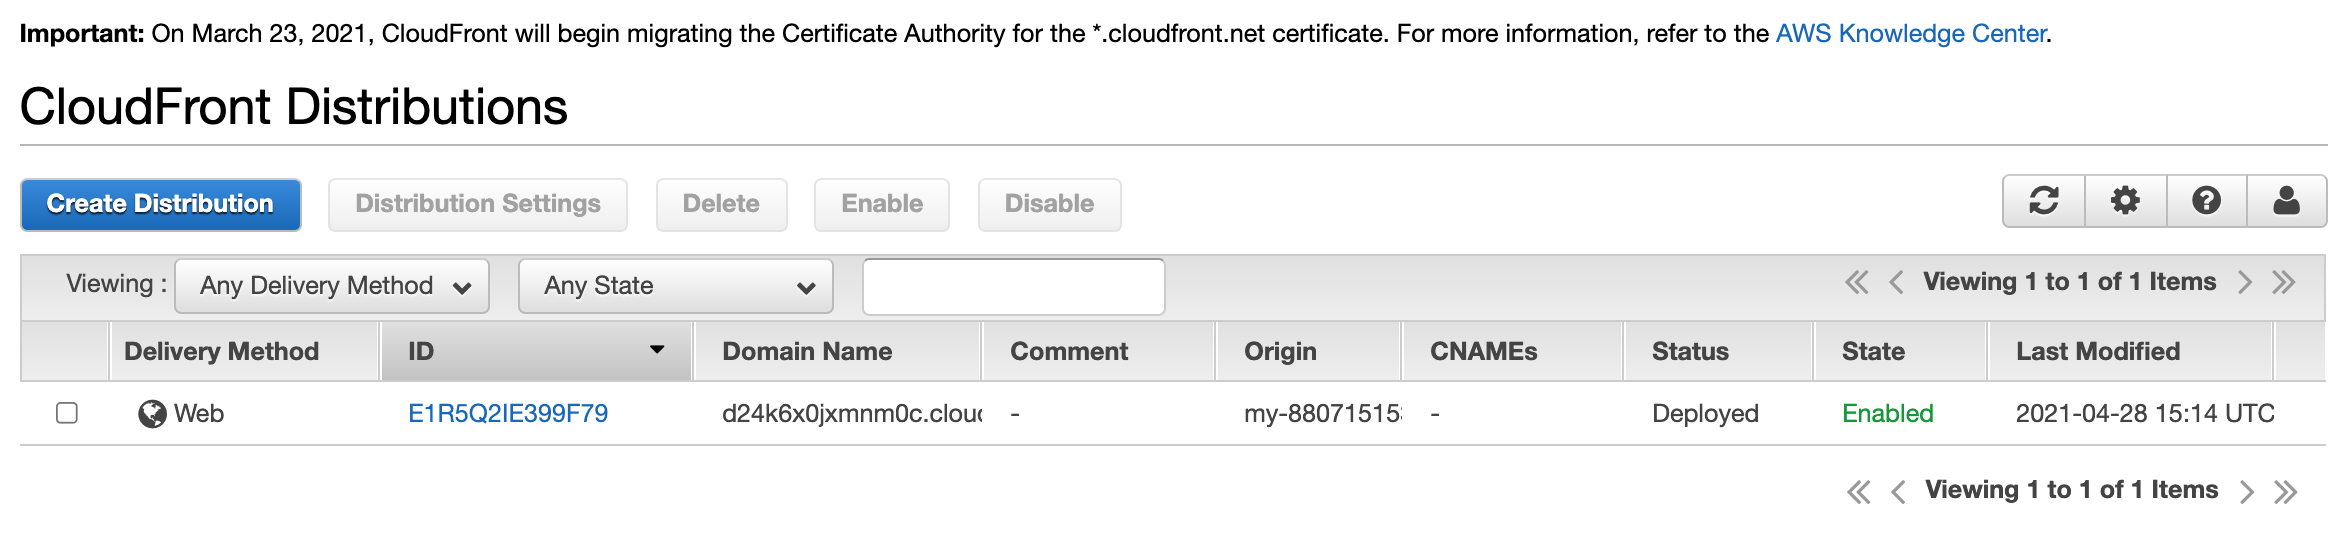 Important: On March 23, 2021, CloudFront will begin migrating the Certificate Authority for the *.cloudfront.net certificate. For more information, refer to the AWS Knowledge Center.
CloudFront Distributions
Create Distribution Distribution Settings Delete Enable Disable
Viewing : Any Delivery Method Any State Viewing 1 to 1 of 1 Items
Delivery Method ID Domain Name Comment Origin CNAMEs Status State Last Modified
Web E1R5Q2IE399F79 d24k6x0jxmnm0c.cloud - my-880715153 - Deployed Enabled 2021-04-28 15:14 UTC
Viewing 1 to 1 of 1 Items